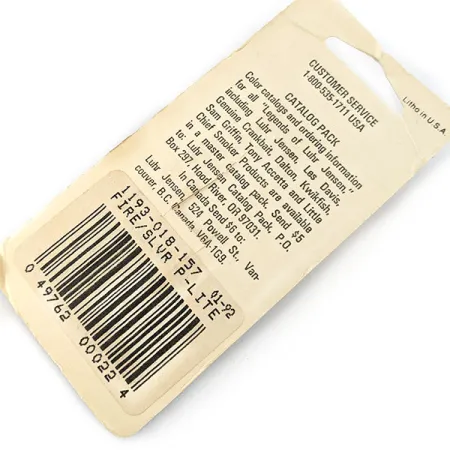 CUSTOMER SERVICE
1-800-535-1711 USA
Litho in U.S.A.
CATALOG PACK
Color catalogs and ordering information
for all "Legends of Luhr Jensen,"
including Luhr Jensen, Les Davis,
Genuine Crankbait, Dalton, Kwikfish,
Sam Griffin, Tony Accetta and Little
Chief Smoker Products are available
in a master catalog pack. Send $5
to: Luhr Jensen Catalog Pack, P.O.
Box 297 Hood River, OR 97031.
In Canada Send $6 to:
Luhr Jensen, 524 Powell St., Van-
couver, B.C. Canada, V6A-1G9.
1193-018-157 01-92
FIRE/SLVR P-LITE
0 49762 00022 4